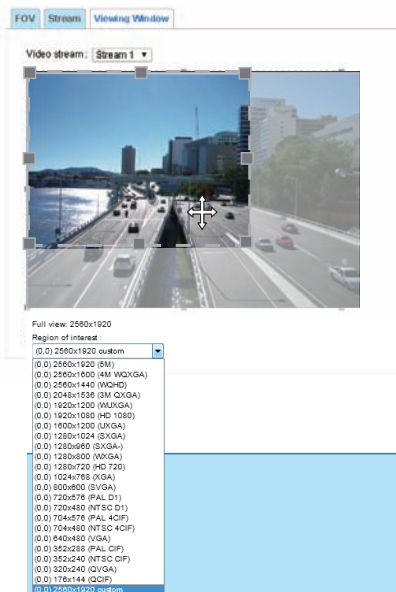 FOV Stream Viewing Window
Video stream: Stream 1
Full view: 2560x1920
Region of interest :
(0,0) 2560x1920 custom
(0,0) 2560x1920 (5M)
(0,0) 2560x1600 (4M WQXGA)
(0,0) 2560x1440 (WQHD)
(0,0) 2048x1536 (3M QXGA)
(0,0) 1920x1200 (WUXGA)
(0,0) 1920x1080 (HD 1080)
(0,0) 1600x1200 (UXGA)
(0,0) 1280x1024 (SXGA)
(0,0) 1280x960 (SXGA-)
(0,0) 1280x800 (WXGA)
(0,0) 1280x720 (HD 720)
(0,0) 1024x768 (XGA)
(0,0) 800x600 (SVGA)
(0,0) 720x576 (PAL D1)
(0,0) 720x480 (NTSC D1)
(0,0) 704x576 (PAL 4CIF)
(0,0) 704x480 (NTSC 4CIF)
(0,0) 640x480 (VGA)
(0,0) 352x288 (PAL CIF)
(0,0) 352x240 (NTSC CIF)
(0,0) 320x240 (QVGA)
(0,0) 176x144 (QCIF)
(0,0) 2560x1920 custom